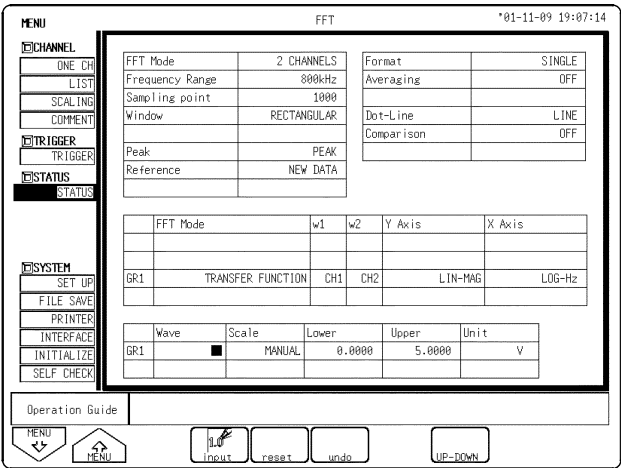 MENU FFT '01-11-09 19:07:14
CHANNEL
ONE CH
LIST
SCALING
COMMENT
TRIGGER
TRIGGER
STATUS
STATUS
SYSTEM
SET UP
FILE SAVE
PRINTER
INTERFACE
INITIALIZE
SELF CHECK
FFT Mode 2 CHANNELS
Frequency Range 800kHz
Sampling point 1000
Window RECTANGULAR
Peak PEAK
Reference NEW DATA
Format SINGLE
Averaging OFF
Dot-Line LINE
Comparison OFF
FFT Mode w1 w2 Y Axis X Axis
GR1 TRANSFER FUNCTION CH1 CH2 LIN-MAG LOG-Hz
Wave Scale Lower Upper Unit
GR1 MANUAL 0.0000 5.0000 V
Operation Guide
MENU
MENU
1.0
input
reset
undo
UP-DOWN